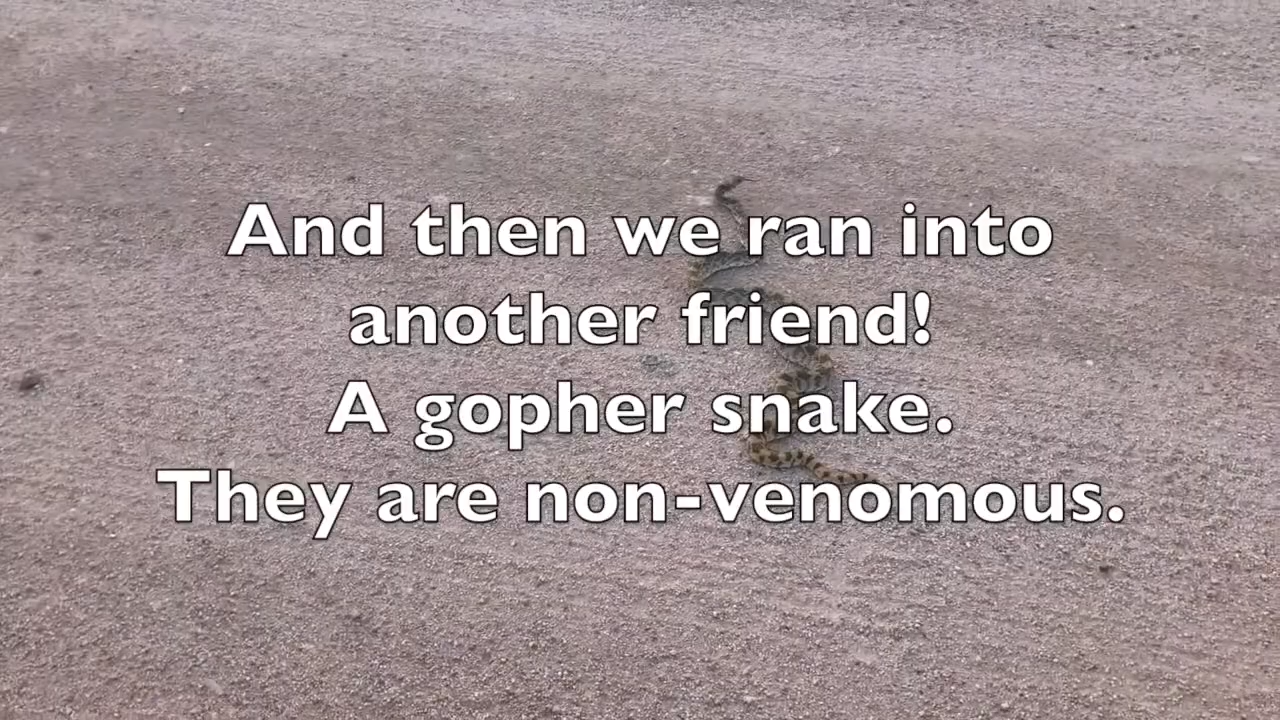 And then we ran into
another friend!
A gopher snake.
They are non-venomous.